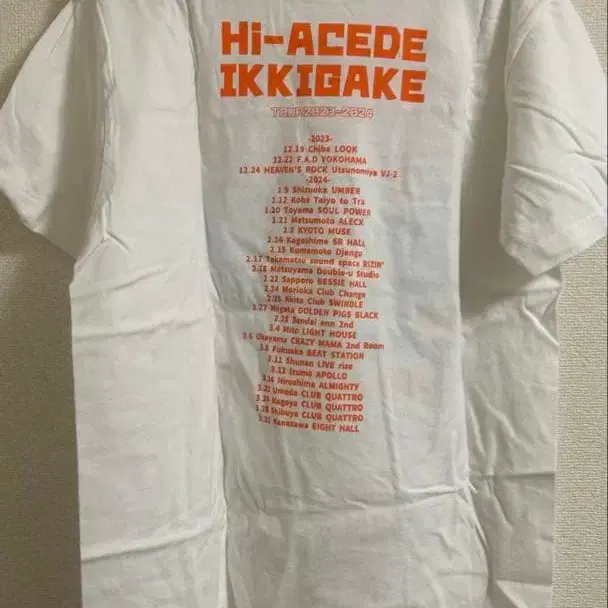 Hi-ACEDE
IKKIGAKE
TOUR2023-2024
-2023-
12.19 Chiba LOOK
12.22 F.A.D YOKOHAMA
12.24 HEAVEN'S ROCK Utsunomiya VJ-2
-2024-
1.9 Shizuoka UMBER
1.12 Kobe Taiyo to Tra
1.20 Toyama SOUL POWER
1.21 Matsumoto ALECX
2.2 KYOTO MUSE
2.14 Kagoshima SR HALL
2.15 Kumamoto Django
2.17 Takamatsu sound space RIZIN'
2.18 Matsuyama Double-u Studio
2.22 Sapporo BESSIE HALL
2.24 Morioka Club Change
2.25 Akita Club SWINDLE
2.27 Niigata GOLDEN PIGS BLACK
2.28 Sendai enn 2nd
3.4 Mito LIGHT HOUSE
3.6 Okayama CRAZY MAMA 2nd Room
3.8 Fukuoka BEAT STATION
3.11 Shunan LIVE rise
3.12 Izumo APOLLO
3.14 Hiroshima ALMIGHTY
3.22 Umeda CLUB QUATTRO
Nagoya CLUB QUATTRO
Shibuya CLUB QUATTRO
3.31 Kanazawa EIGHT HALL